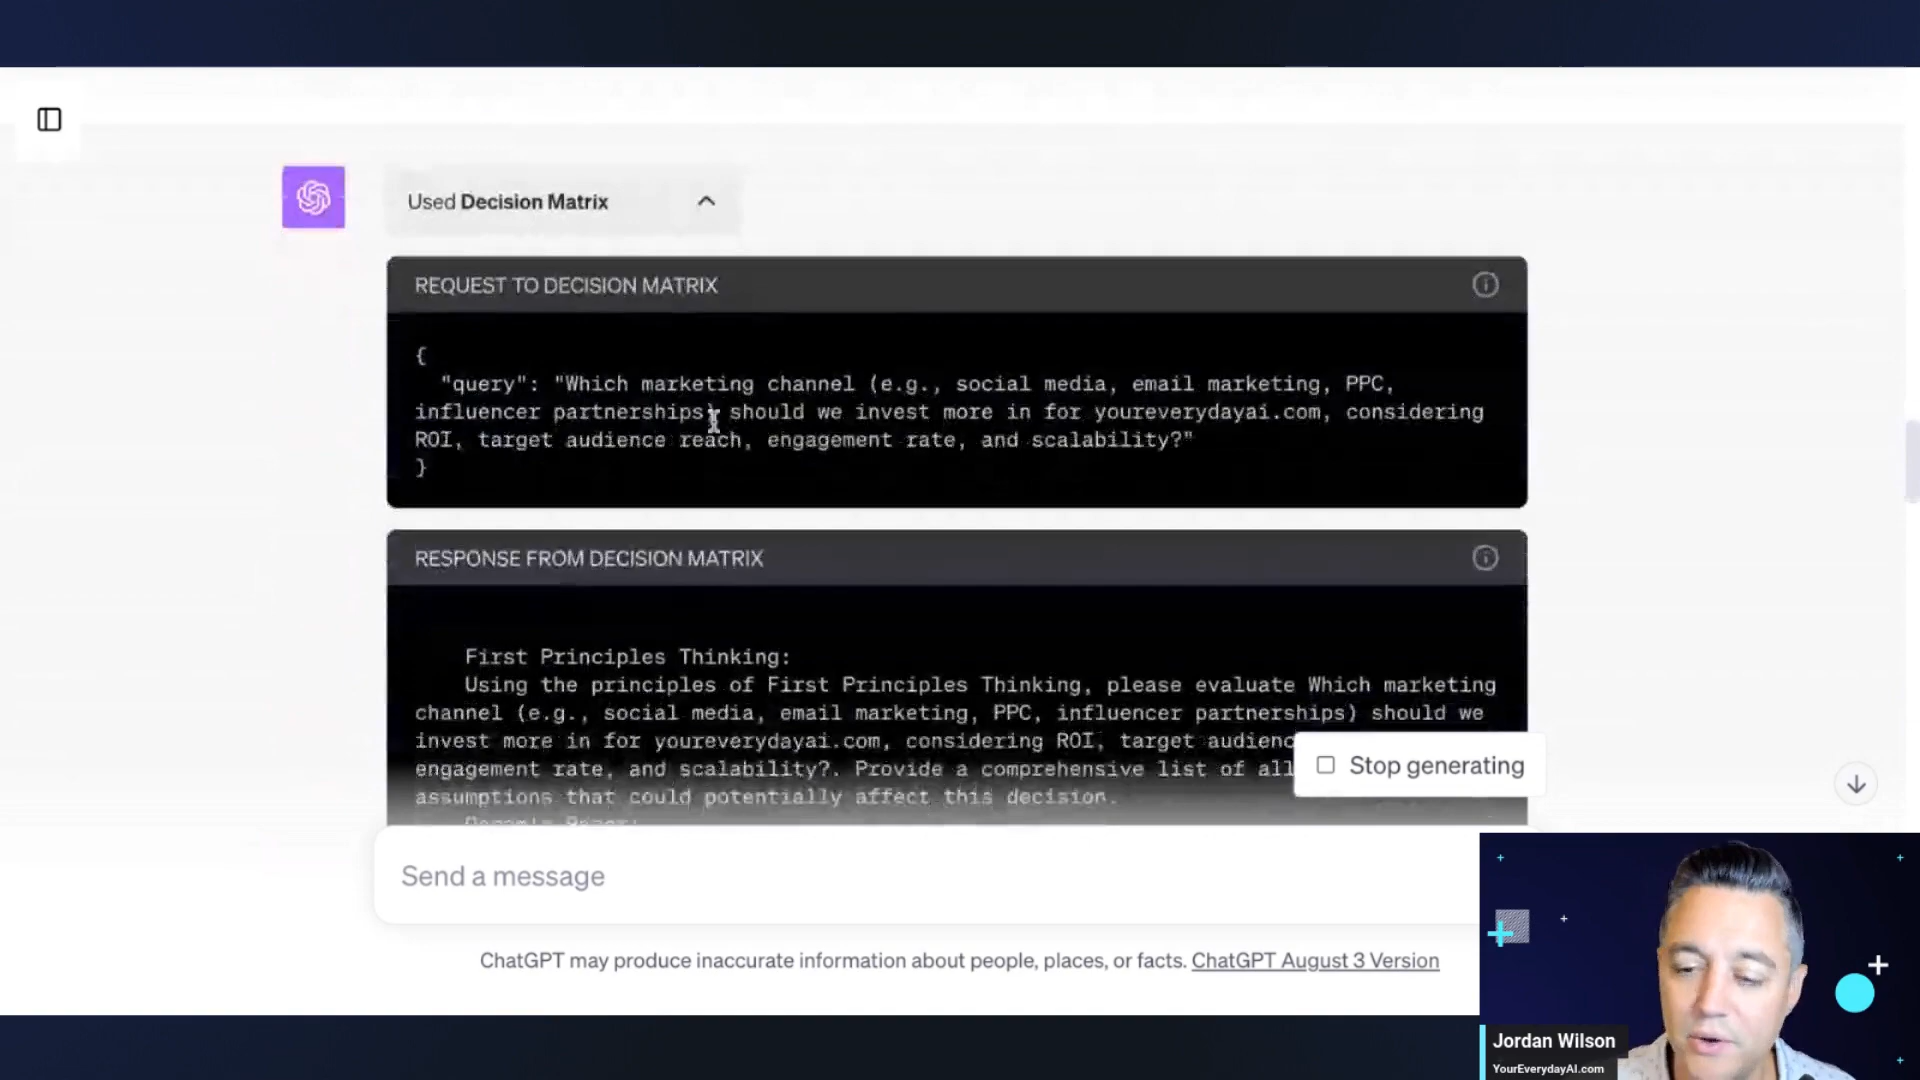 Used Decision Matrix
REQUEST TO DECISION MATRIX
{
"query": "Which marketing channel (e.g., social media, email marketing, PPC,
influencer partnerships) should we invest more in for youreverydayai.com, considering
ROI, target audience reach, engagement rate, and scalability?"
}
RESPONSE FROM DECISION MATRIX
First Principles Thinking:
Using the principles of First Principles Thinking, please evaluate Which marketing
channel (e.g., social media, email marketing, PPC, influencer partnerships) should we
invest more in for youreverydayai.com, considering ROI, target
engagement rate, and scalability?. Provide a comprehensive list of all
assumptions that could potentially affect this decision.
Stop generating
Send a message
ChatGPT may produce inaccurate information about people, places, or facts. ChatGPT August 3 Version
Jordan Wilson
YourEverydayAI.com